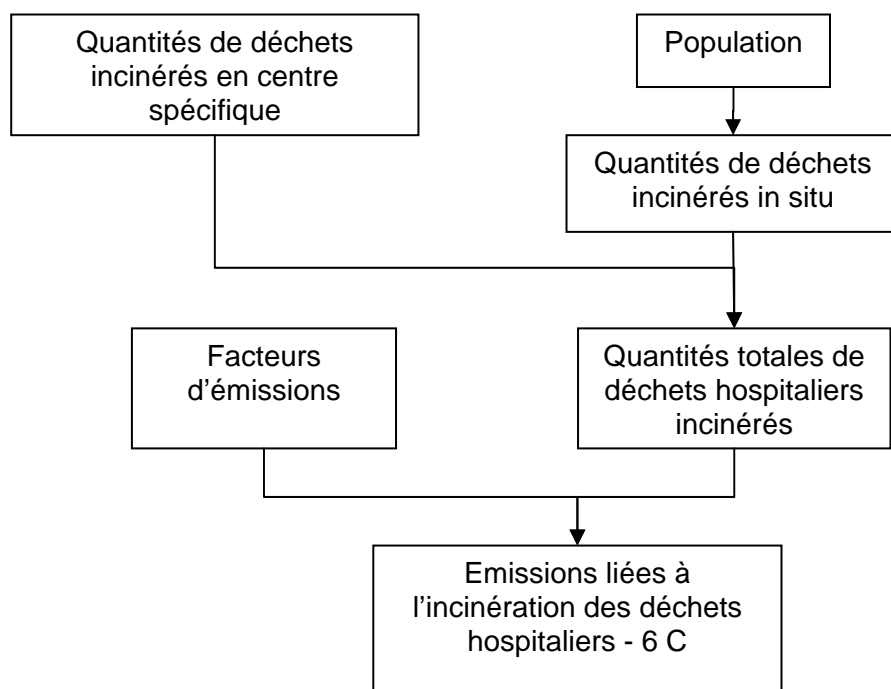 Quantités de déchets
incinérés en centre
spécifique
Population
Quantités de déchets
incinérés in situ
Facteurs
d’émissions
Quantités totales de
déchets hospitaliers
incinérés
Emissions liées à
l’incinération des déchets
hospitaliers - 6 C